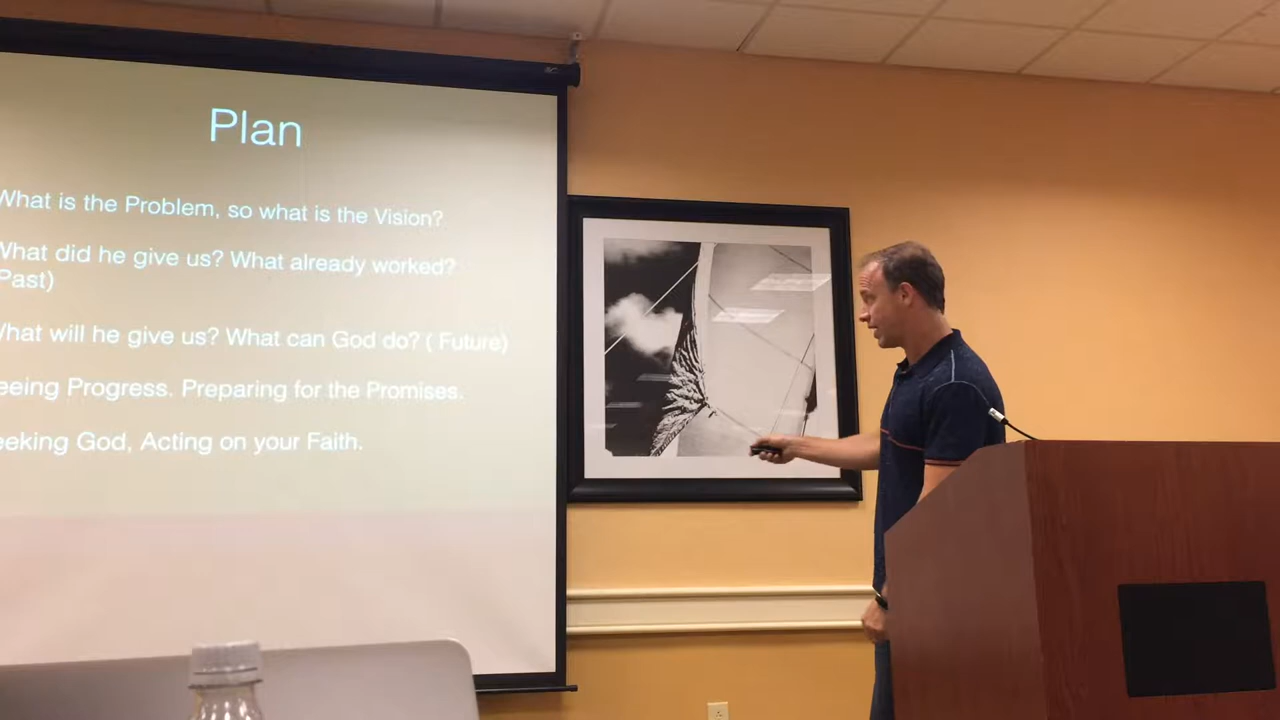 Plan
What is the Problem, so what is the Vision?
What did he give us? What already worked?
Past)
What will he give us? What can God do? ( Future)
eeing Progress. Preparing for the Promises.
eeking God, Acting on your Faith.